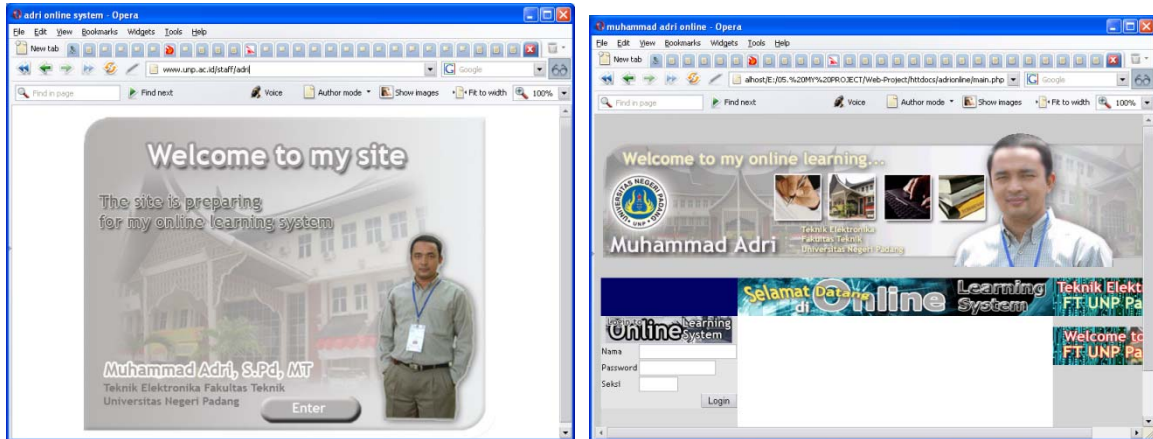 adri online system - Opera
File Edit View Bookmarks Widgets Tools Help
New tab
www.unp.ac.id/staff/adri
Google
Find in page Find next Voice Author mode Show images Fit to width 100%
Welcome to my site
The site is preparing
for my online learning system
Muhammad Adri, S.Pd, MT
Teknik Elektronika Fakultas Teknik
Universitas Negeri Padang
Enter
muhammad adri online - Opera
File Edit View Bookmarks Widgets Tools Help
New tab
alhost/E:/05.%20MY%20PROJECT/Web-Project/httdocs/adrionline/main.php
Google
Find in page Find next Voice Author mode Show images Fit to width 100%
Welcome to my online learning...
UNIVERSITAS NEGERI PADANG
UNP
Muhammad Adri
Teknik Elektronika
Fakultas Teknik
Universitas Negeri Padang
Selamat Datang
di Online Learning
System
Teknik Elekt
FT UNP Pa
Login to
Online Learning
System
Welcome to
FT UNP Pa
Nama
Password
Seksi
Login